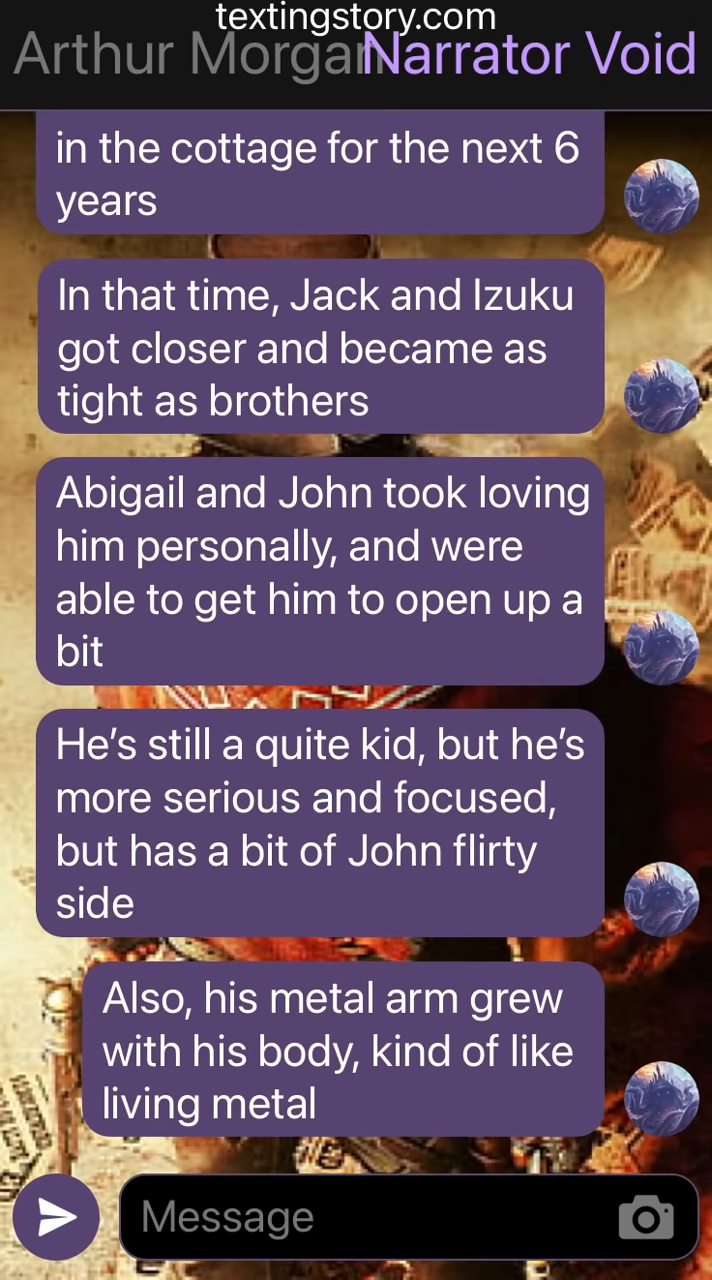 textingstory.com
Arthur Morgan Narrator Void
in the cottage for the next 6
years
In that time, Jack and Izuku
got closer and became as
tight as brothers
Abigail and John took loving
him personally, and were
able to get him to open up a
bit
He’s still a quite kid, but he’s
more serious and focused,
but has a bit of John flirty
side
Also, his metal arm grew
with his body, kind of like
living metal
Message